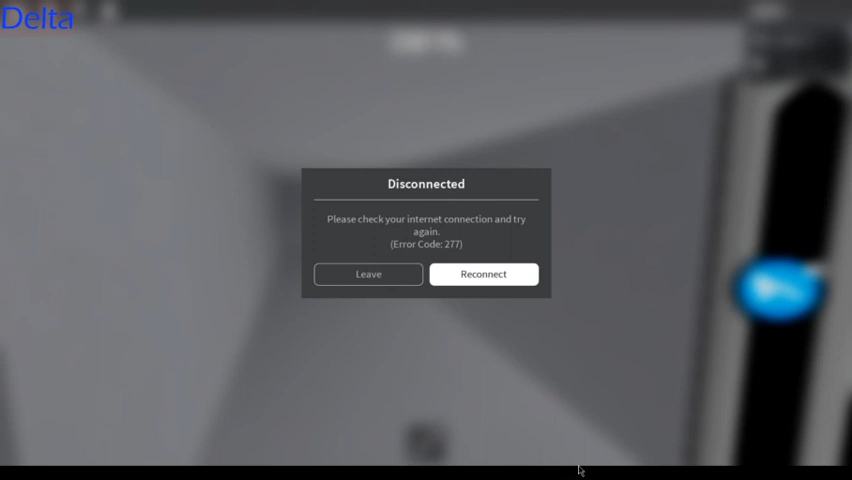 Delta
Disconnected
Please check your internet connection and try
again.
(Error Code: 277)
Leave
Reconnect